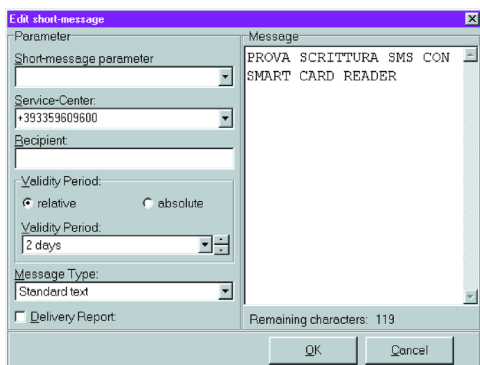 Edit short-message
Parameter
Short-message parameter
Service-Center:
+393359609600
Recipient:
Validity Period:
relative
absolute
Validity Period:
2 days
Message Type:
Standard text
Delivery Report
Message
PROVA SCRITTURA SMS CON
SMART CARD READER
Remaining characters: 119
OK
Cancel